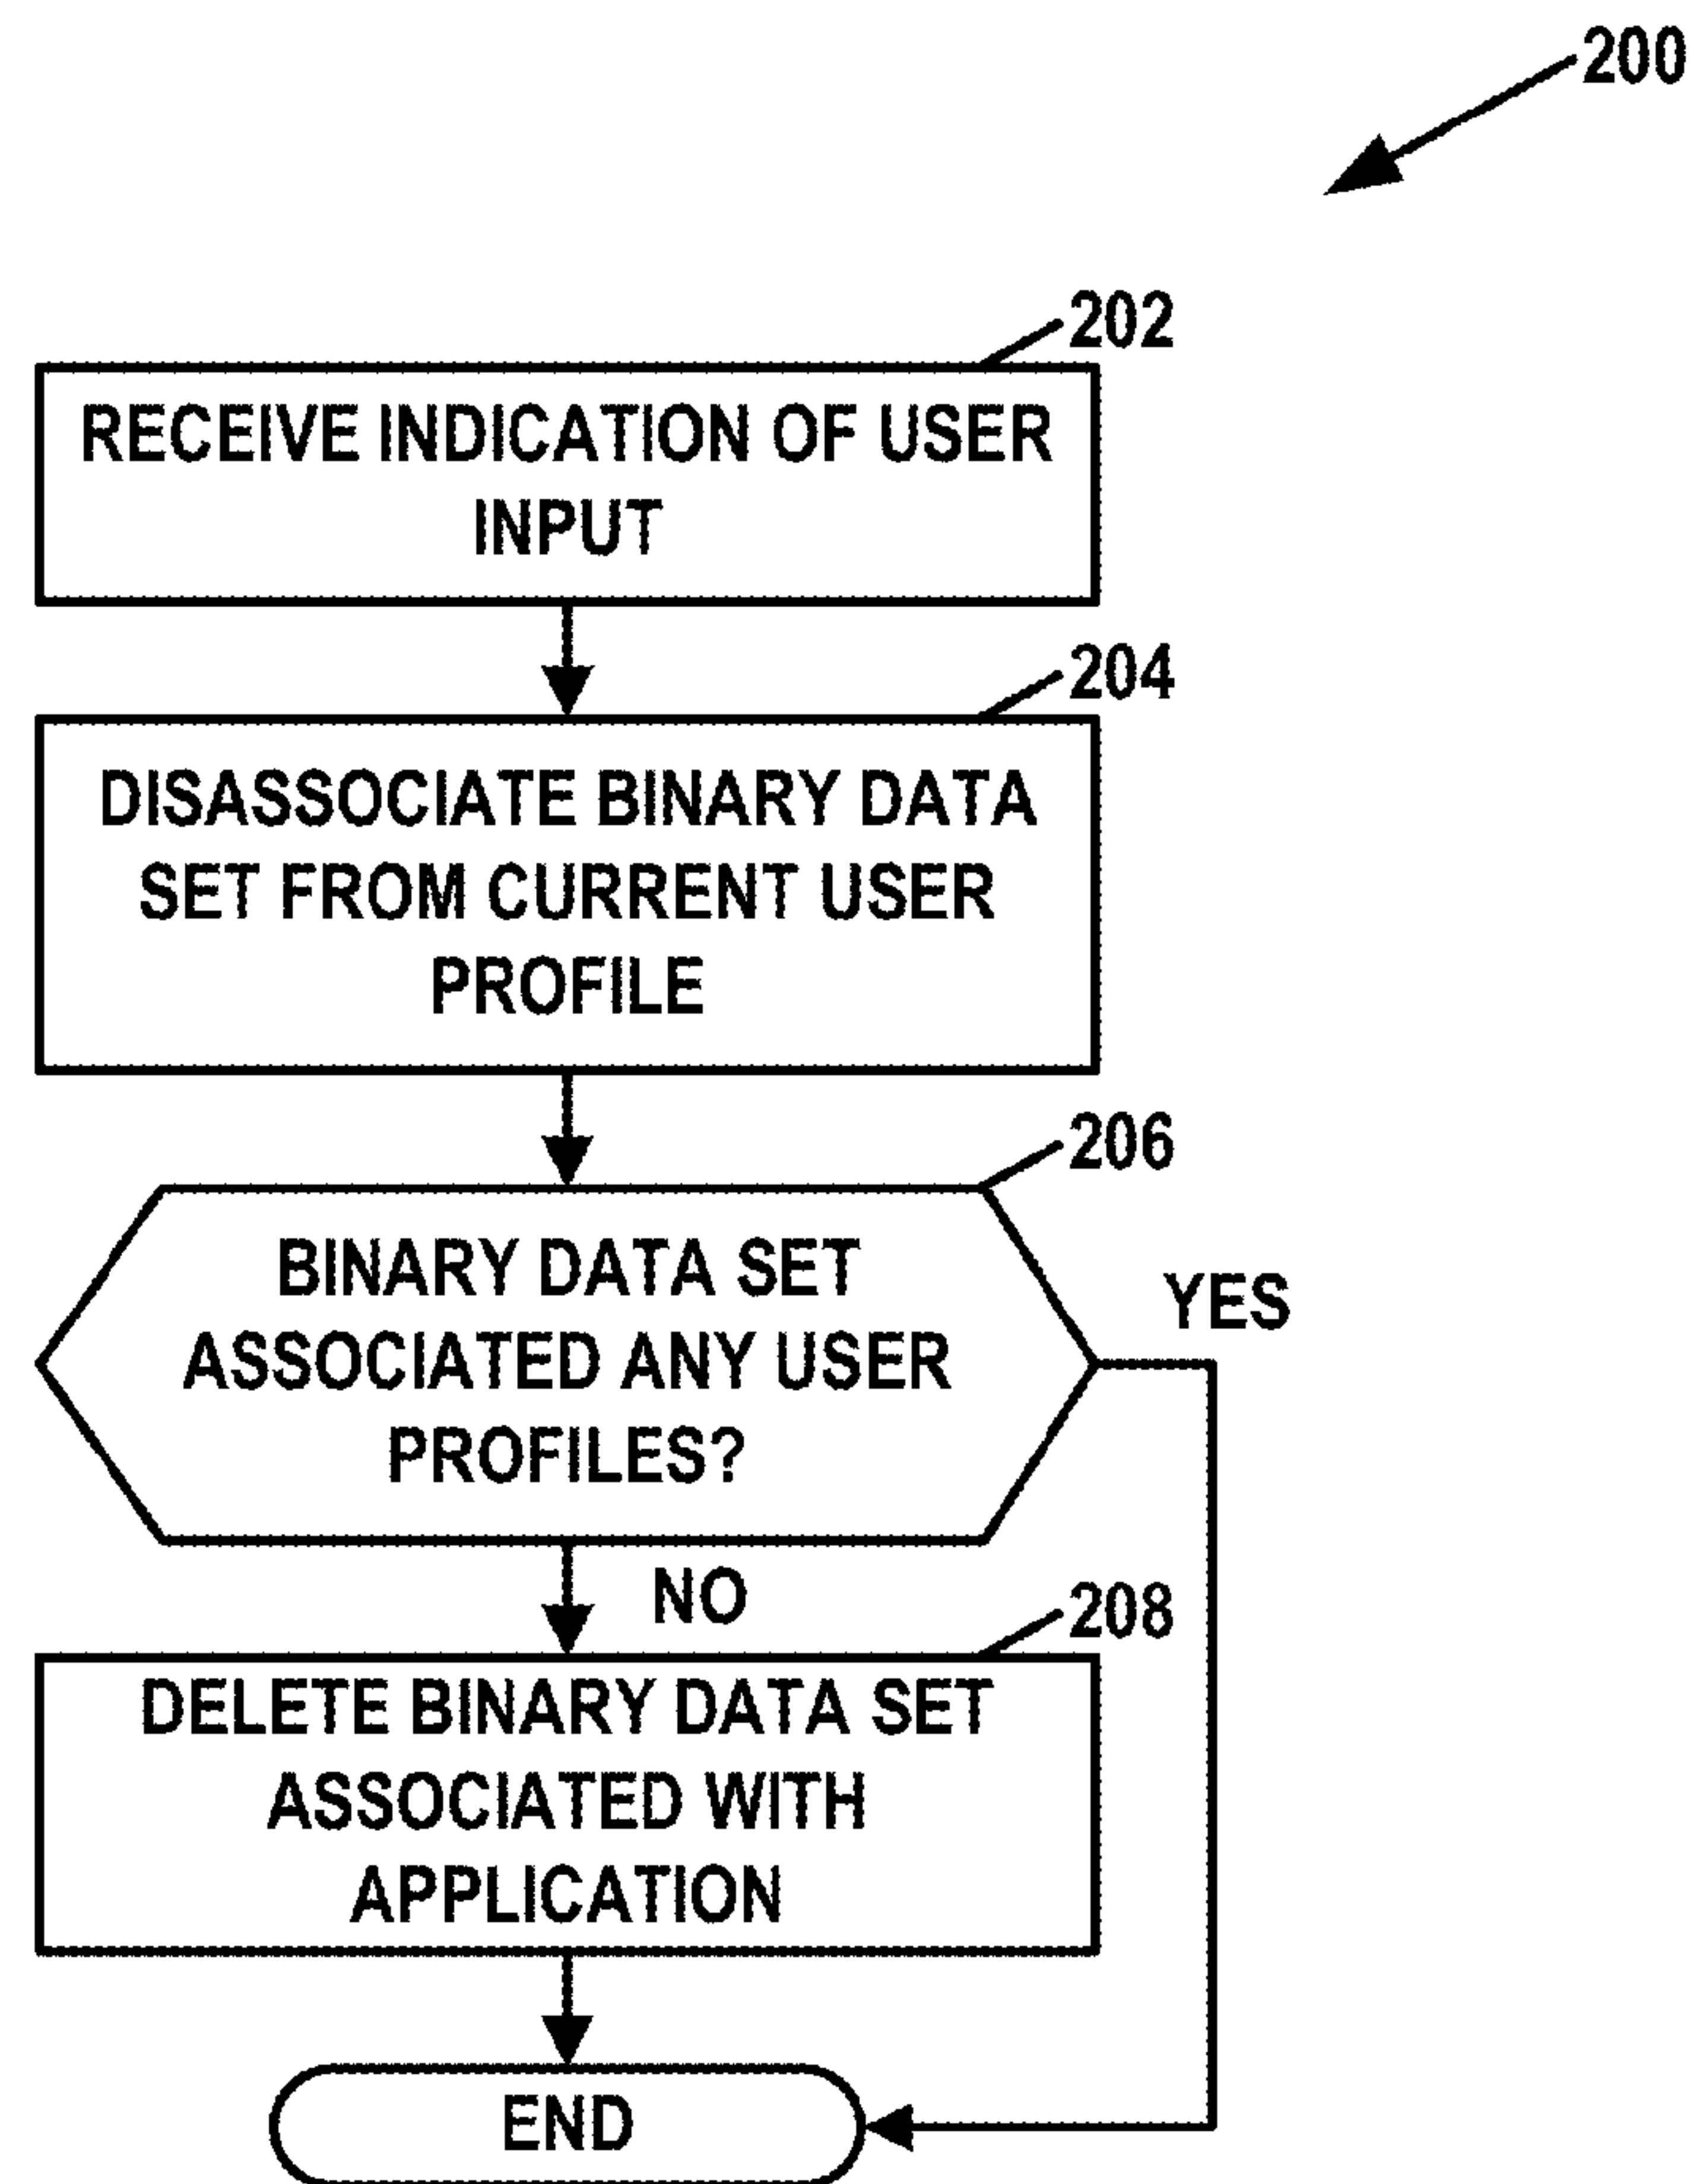 200
202
RECEIVE INDICATION OF USER
INPUT
204
DISASSOCIATE BINARY DATA
SET FROM CURRENT USER
PROFILE
206
BINARY DATA SET
ASSOCIATED ANY USER
PROFILES?
YES
NO
208
DELETE BINARY DATA SET
ASSOCIATED WITH
APPLICATION
END